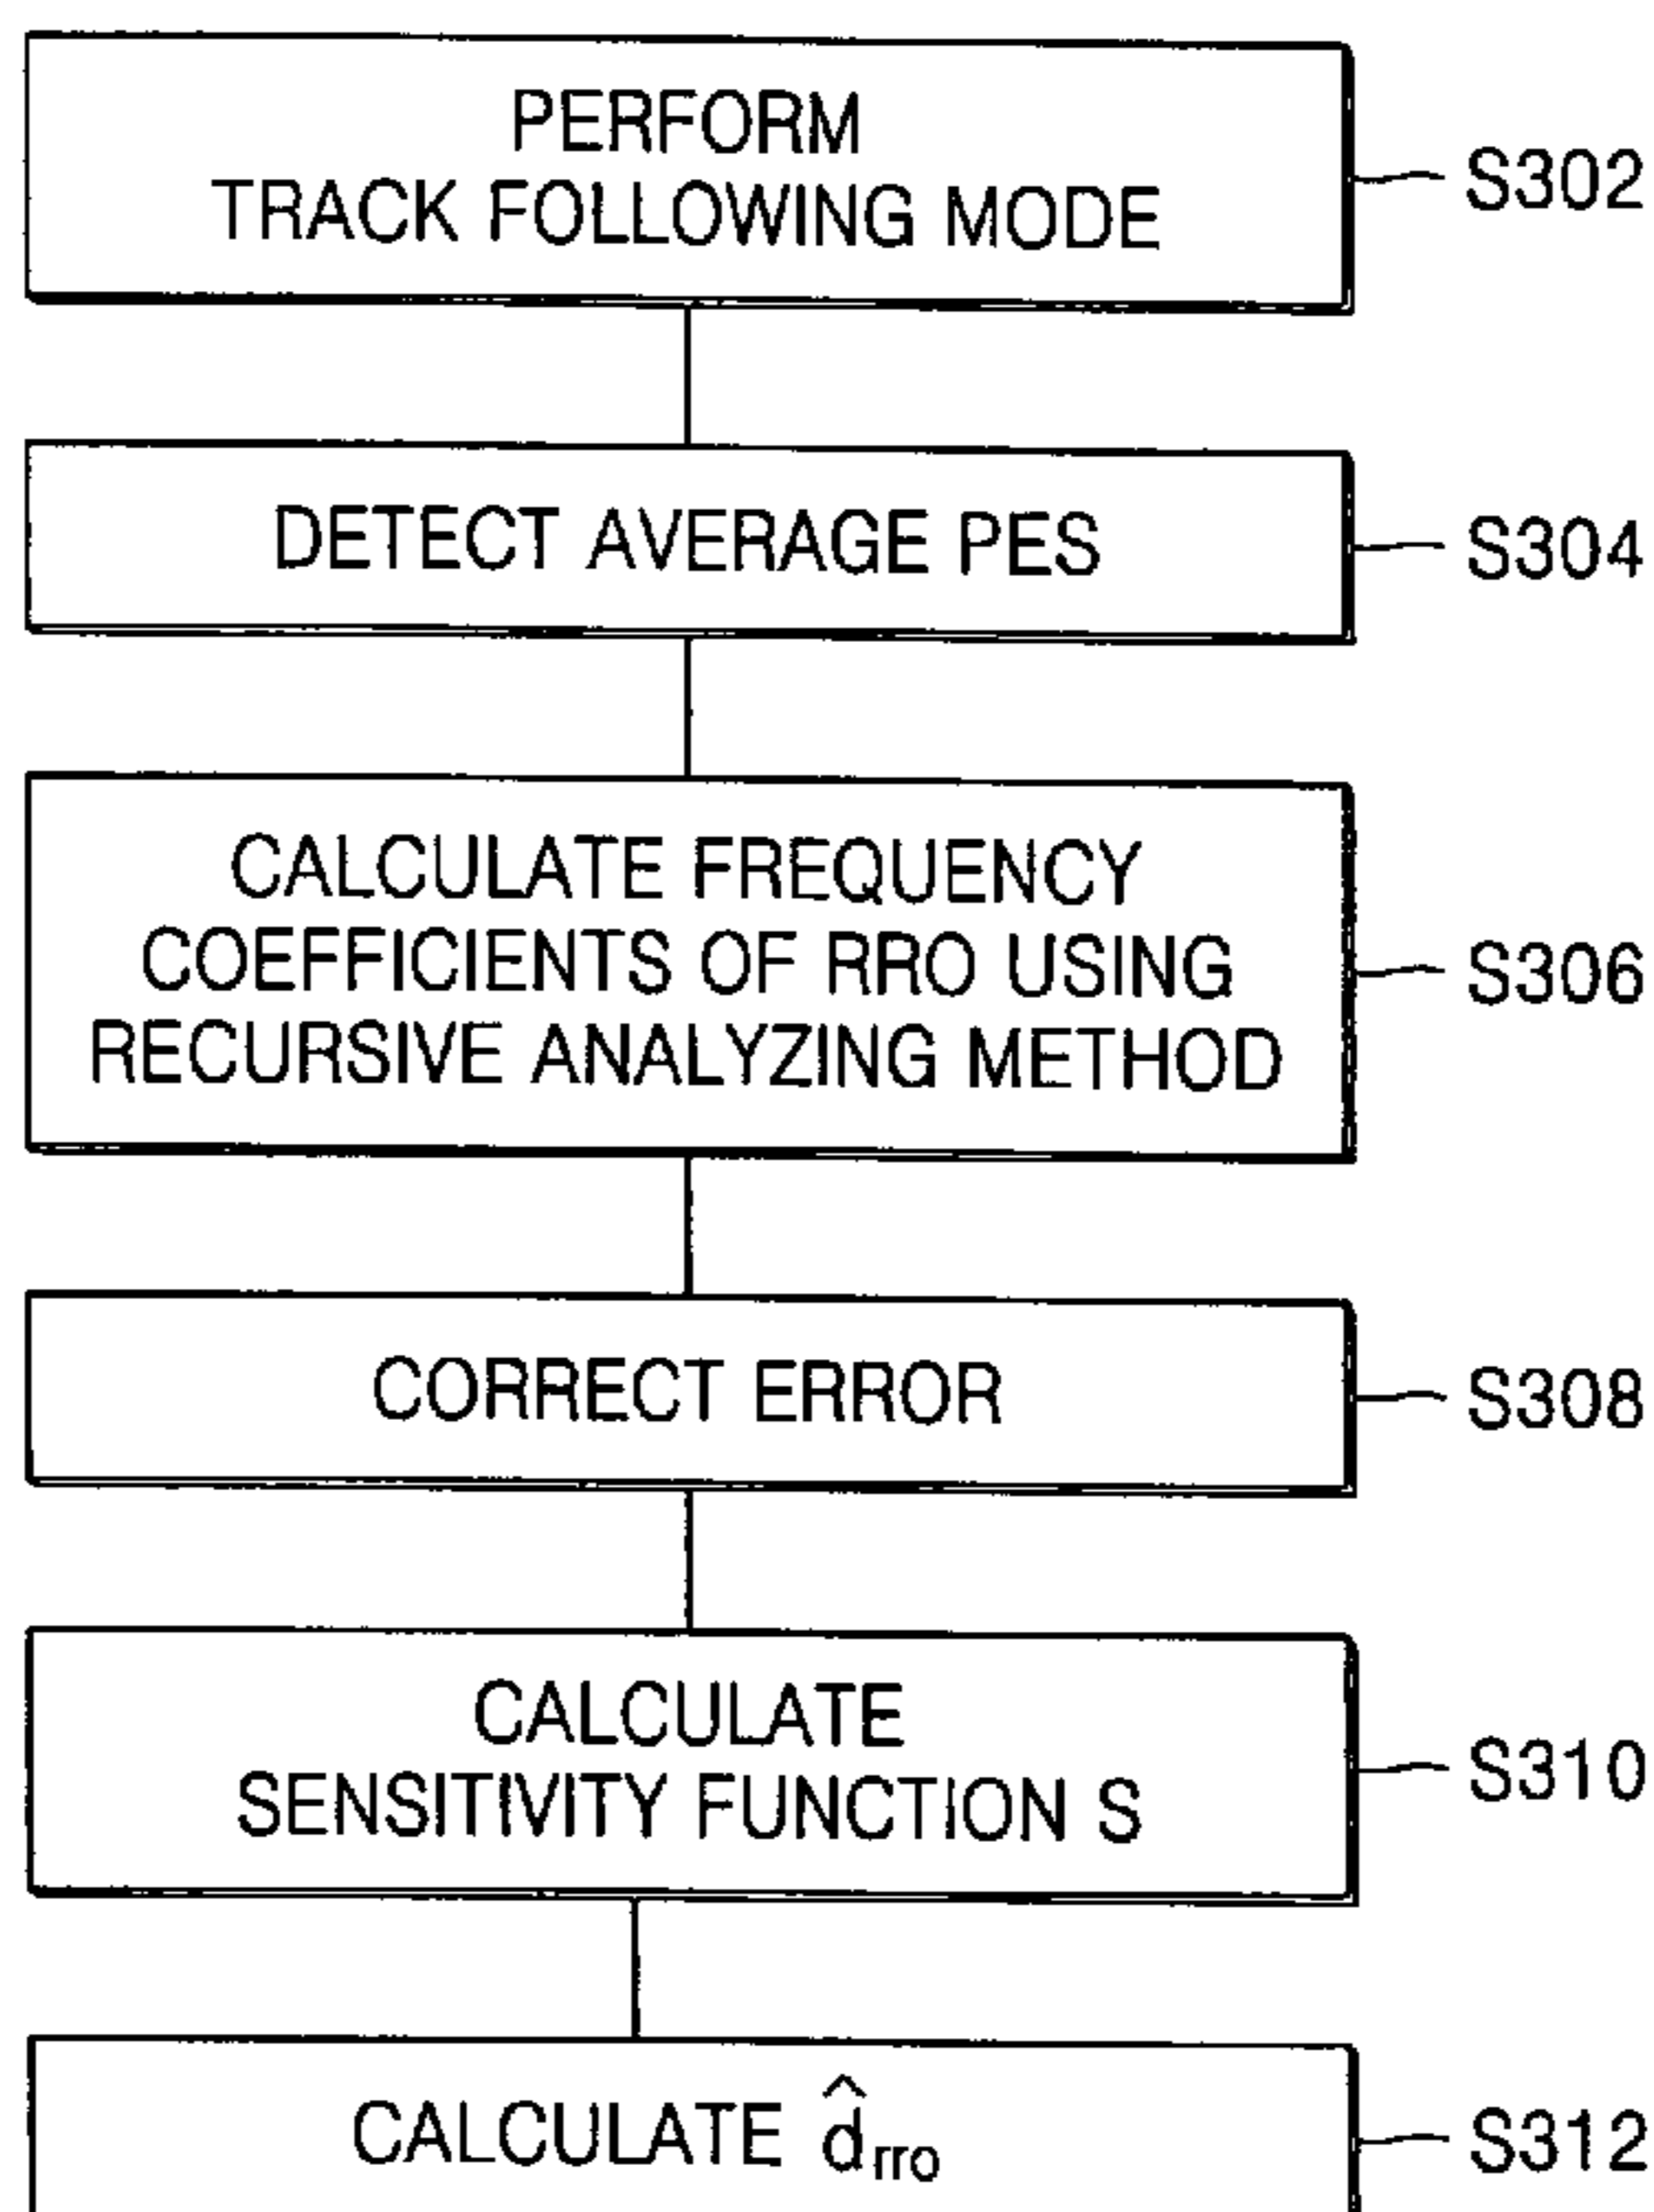 PERFORM
TRACK FOLLOWING MODE
S302
DETECT AVERAGE PES
S304
CALCULATE FREQUENCY
COEFFICIENTS OF RRO USING
RECURSIVE ANALYZING METHOD
S306
CORRECT ERROR
S308
CALCULATE
SENSITIVITY FUNCTION S
S310
CALCULATE d̂rro
S312